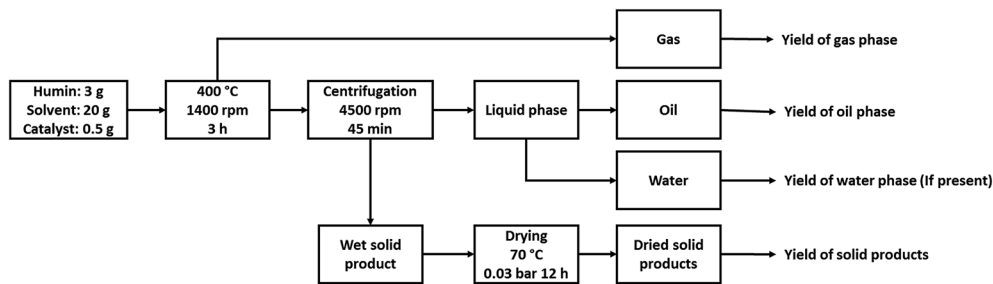 Gas
Yield of gas phase
Humin: 3 g
Solvent: 20 g
Catalyst: 0.5 g
400 °C
1400 rpm
3 h
Centrifugation
4500 rpm
45 min
Liquid phase
Oil
Yield of oil phase
Water
Yield of water phase (If present)
Wet solid
product
Drying
70 °C
0.03 bar 12 h
Dried solid
products
Yield of solid products